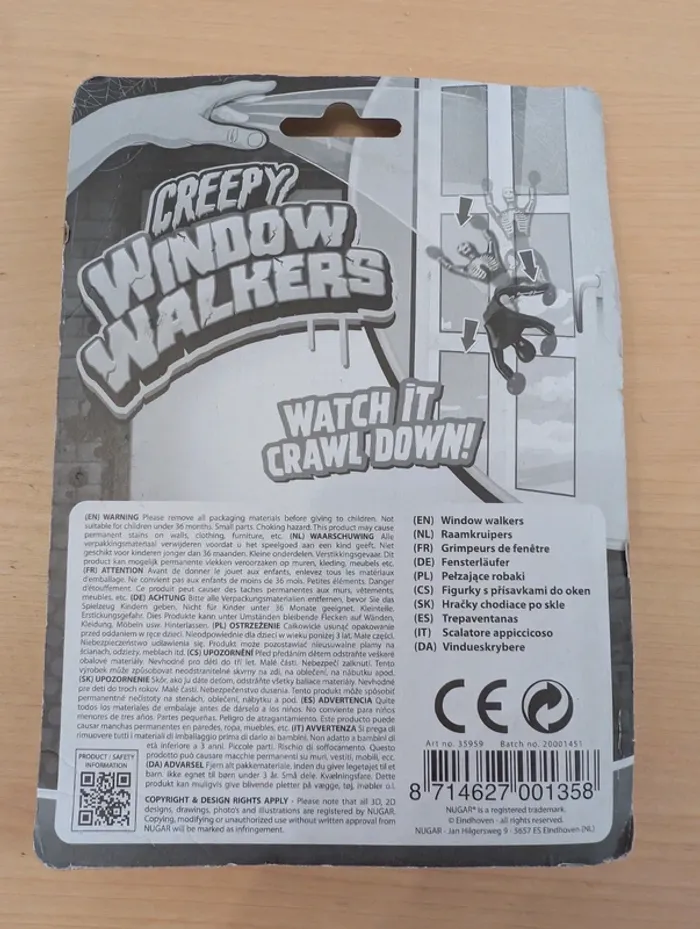 CREEPY
WINDOW
WALKERS
WATCH IT
CRAWL DOWN!
(EN) WARNING Please remove all packaging materials before giving to children. Not
suitable for children under 36 months. Small parts. Choking hazard. This product may cause
permanent stains on walls, clothing, furniture, etc. (NL) WAARSCHUWING Alle
verpakkingsmateriaal verwijderen voordat u het speelgoed aan een kind geeft. Niet
geschikt voor kinderen jonger dan 36 maanden. Kleine onderdelen. Verstikkingsgevaar. Dit
product kan mogelijk permanente vlekken veroorzaken op muren, kleding, meubels etc.
(FR) ATTENTION Avant de donner le jouet aux enfants, enlevez tous les matériaux
d'emballage. Ne convient pas aux enfants de moins de 36 mois. Petites éléments. Danger
d'étouffement. Ce produit peut causer des taches permanentes aux murs, vêtements,
meubles, etc. (DE) ACHTUNG Bitte alle Verpackungsmaterialien entfernen, bevor Sie das
Spielzeug Kindern geben. Nicht für Kinder unter 36 Monate geeignet. Kleinteile.
Erstickungsgefahr. Dies Produkte kann unter Umständen bleibende Flecken auf Wänden,
Kleidung, Möbeln usw. Hinterlassen. (PL) OSTRZEŻENIE Całkowicie usunąć opakowanie
przed oddaniem w ręce dzieci. Nieodpowiednie dla dzieci w wieku poniżej 3 lat. Małe części.
Niebezpieczeństwo udławienia się. Produkt może pozostawiać nieusuwalne plamy na
ścianach, odzieży, meblach itd. (CS) UPOZORNĚNÍ Před předáním dětem odstraňte veškeré
obalové materiály. Nevhodné pro děti do tří let. Malé části. Nebezpečí zalknutí. Tento
výrobek může způsobovat neodstranitelné skvrny na zdi, na oblečení, na nábytku apod.
(SK) UPOZORNENIE Skôr, ako ju dáte deťom, odstráňte všetky baliace materiály. Nevhodné
pre deti do troch rokov. Malé časti. Nebezpečenstvo dusenia. Tento produkt môže spôsobiť
permanentné nečistoty na stenách, oblečení, nábytku a pod. (ES) ADVERTENCIA Quite
todos los materiales de embalaje antes de dárselo a los niños. No conveniente para niños
menores de tres años. Partes pequeñas. Peligro de atragantamiento. Este producto puede
causar manchas permanentes en paredes, ropa, muebles, etc. (IT) AVVERTENZA Si prega di
rimuovere tutti i materiali di imballaggio prima di darlo ai bambini. Non adatto a bambini di
età inferiore a 3 anni. Piccole parti. Rischio di soffocamento. Questo
prodotto può causare macchie permanenti su muri, vestiti, mobili, ecc.
(DA) ADVARSEL Fjern alt pakkemateriale, inden du giver legetøjet til et
barn. Ikke egnet til børn under 3 år. Små dele. Kvælningsfare. Dette
produkt kan muligvis give blivende pletter på vægge, tøj, møbler o.l.
PRODUCT / SAFETY
INFORMATION
COPYRIGHT & DESIGN RIGHTS APPLY - Please note that all 3D, 2D
designs, drawings, photo's and illustrations are registered by NUGAR.
Copying, modifying or unauthorized use without written approval from
NUGAR will be marked as infringement.
(EN) Window walkers
(NL) Raamkruipers
(FR) Grimpeurs de fenêtre
(DE) Fensterläufer
(PL) Pełzające robaki
(CS) Figurky s přísavkami do oken
(SK) Hračky chodiace po skle
(ES) Trepaventanas
(IT) Scalatore appiccicoso
(DA) Vindueskrybere
CE
Art no. 35959 Batch no. 20001451
8 714627 001358
NUGAR® is a registered trademark.
© Eindhoven - all rights reserved.
NUGAR - Jan Hilgersweg 9 - 5657 ES Eindhoven (NL)